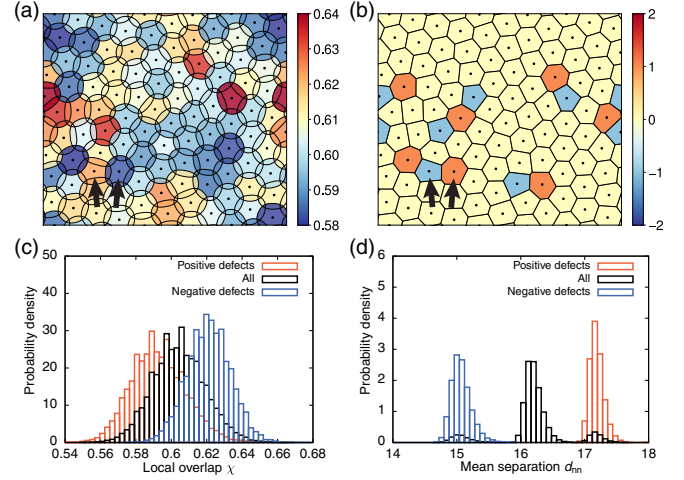 (a)
0.64
0.63
0.62
0.61
0.60
0.59
0.58
(b)
2
1
0
−1
−2
(c)
50
40
30
20
10
0
Probability density
Positive defects
All
Negative defects
0.54 0.56 0.58 0.6 0.62 0.64 0.66 0.68
Local overlap χ
(d)
6
5
4
3
2
1
0
Probability density
Positive defects
All
Negative defects
14 15 16 17 18
Mean separation dnn